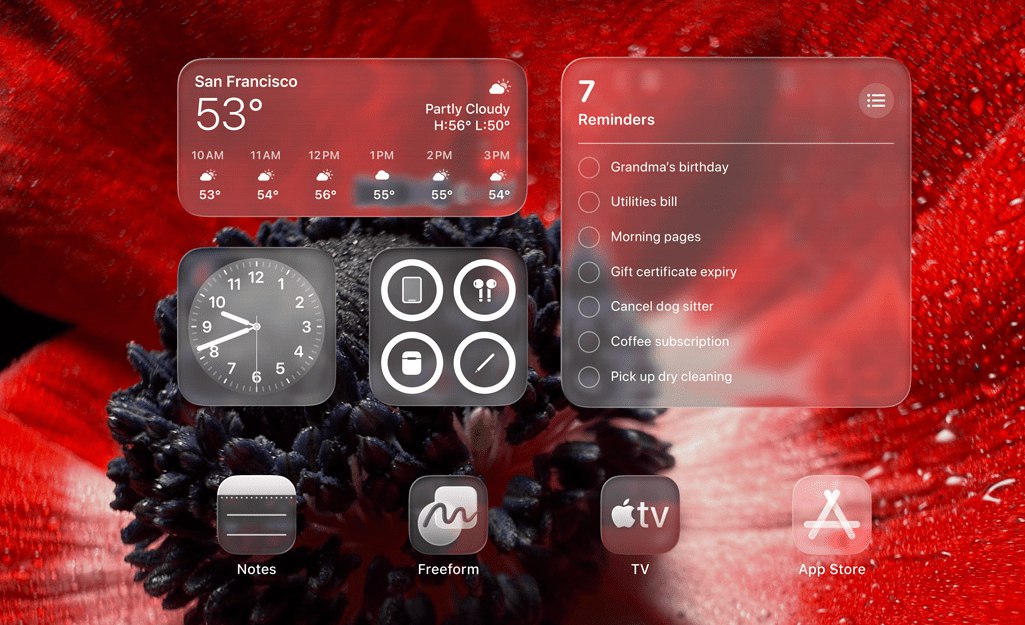 San Francisco
53°
Partly Cloudy
H:56° L:50°
10AM 11AM 12PM 1PM 2PM 3PM
53° 54° 56° 55° 55° 54°
7
Reminders
Grandma's birthday
Utilities bill
Morning pages
Gift certificate expiry
Cancel dog sitter
Coffee subscription
Pick up dry cleaning
12
1
2
3
4
5
6
7
8
9
10
11
tv
Notes
Freeform
TV
App Store